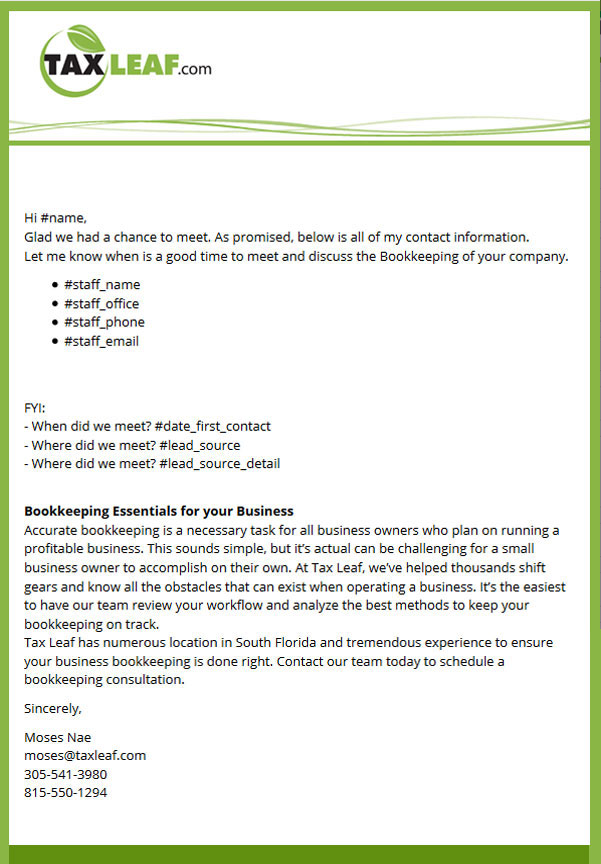 TAXLEAF.com
Hi #name,
Glad we had a chance to meet. As promised, below is all of my contact information.
Let me know when is a good time to meet and discuss the Bookkeeping of your company.
• #staff_name
• #staff_office
• #staff_phone
• #staff_email
FYI:
- When did we meet? #date_first_contact
- Where did we meet? #lead_source
- Where did we meet? #lead_source_detail
Bookkeeping Essentials for your Business
Accurate bookkeeping is a necessary task for all business owners who plan on running a
profitable business. This sounds simple, but it’s actual can be challenging for a small
business owner to accomplish on their own. At Tax Leaf, we’ve helped thousands shift
gears and know all the obstacles that can exist when operating a business. It’s the easiest
to have our team review your workflow and analyze the best methods to keep your
bookkeeping on track.
Tax Leaf has numerous location in South Florida and tremendous experience to ensure
your business bookkeeping is done right. Contact our team today to schedule a
bookkeeping consultation.
Sincerely,
Moses Nae
moses@taxleaf.com
305-541-3980
815-550-1294